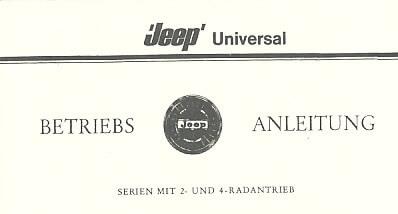 'Jeep' Universal
BETRIEBS Jeep ANLEITUNG
SERIEN MIT 2- UND 4-RADANTRIEB